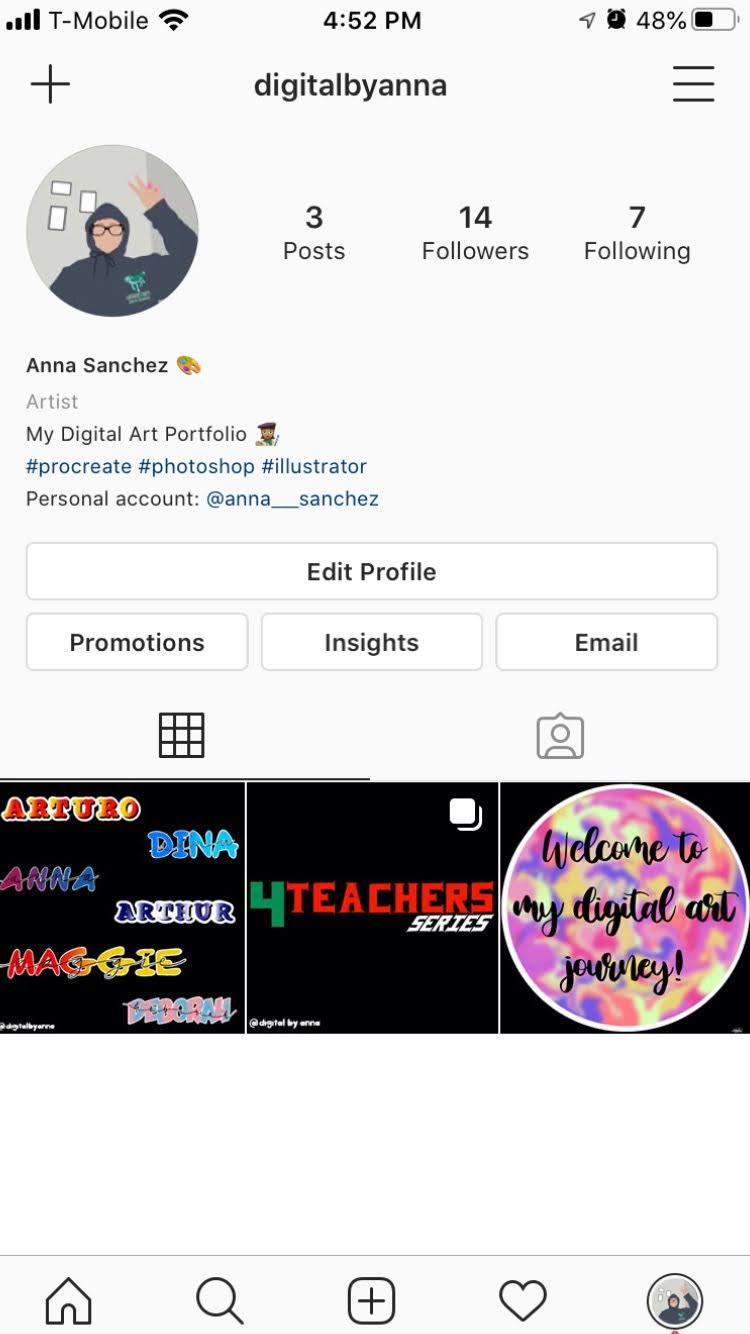 T-Mobile 4:52 PM 48%
digitalbyanna
3 14 7
Posts Followers Following
Anna Sanchez 🎨
Artist
My Digital Art Portfolio 👩🏽‍🎨
#procreate #photoshop #illustrator
Personal account: @anna___sanchez
Edit Profile
Promotions Insights Email
ARTURO
DINA
ANNA
ARTHUR
MAGGIE
DEBORAH
@digitalbyanna
4TEACHERS
SERIES
@digital by anna
Welcome to
my digital art
journey!